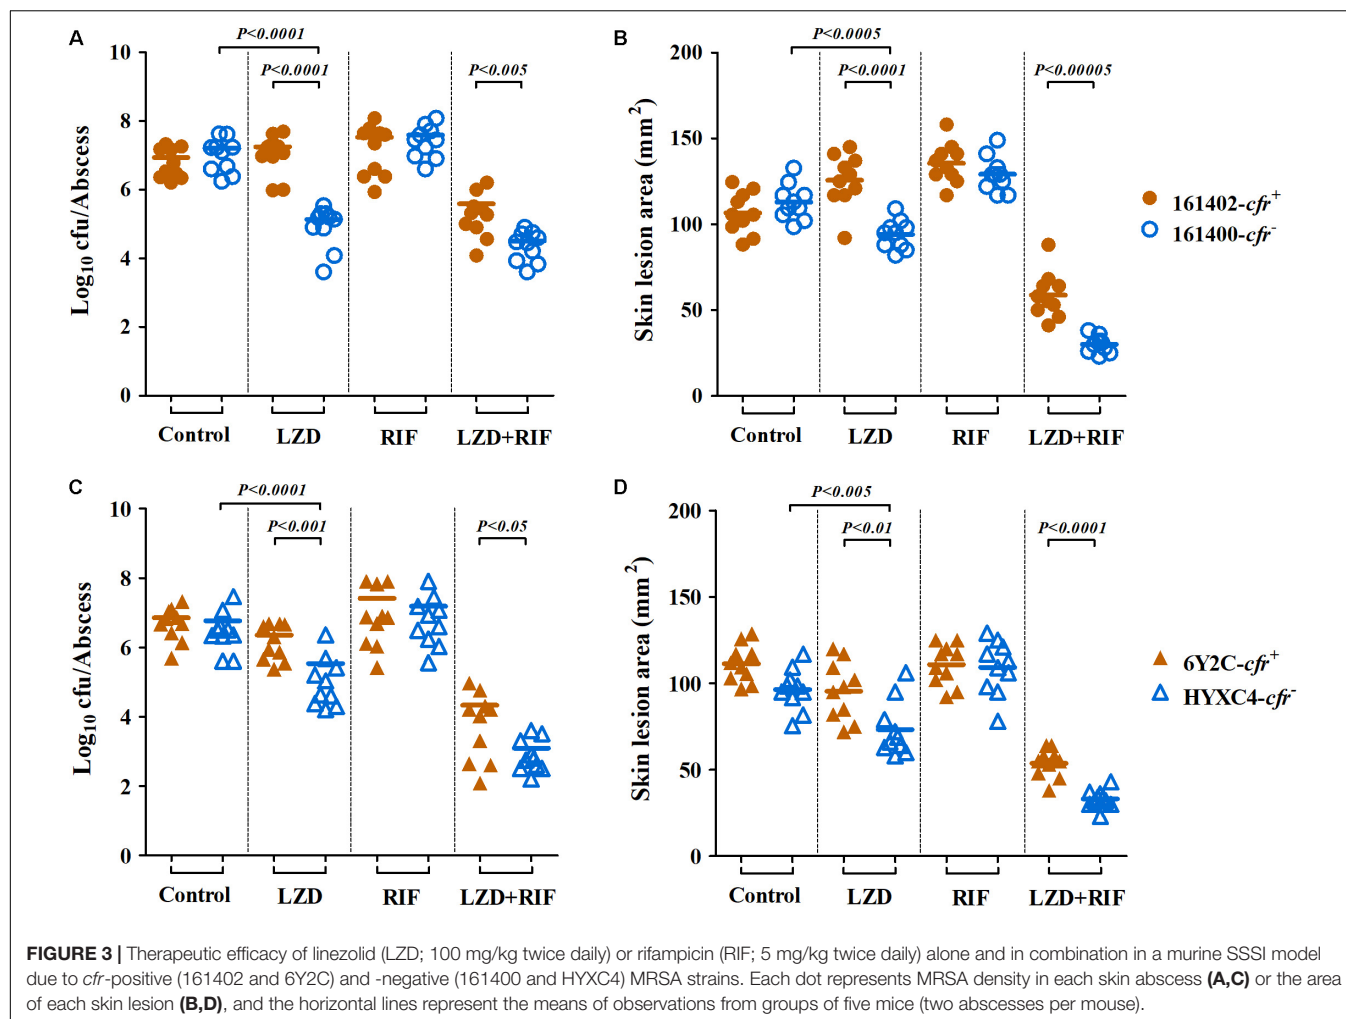 A
P<0.0001
P<0.0001
P<0.005
10
8
6
4
2
0
Log10 cfu/Abscess
Control
LZD
RIF
LZD+RIF
B
P<0.0005
P<0.0001
P<0.00005
200
150
100
50
0
Skin lesion area (mm2)
Control
LZD
RIF
LZD+RIF
161402-cfr+
161400-cfr-
C
P<0.0001
P<0.001
P<0.05
10
8
6
4
2
0
Log10 cfu/Abscess
Control
LZD
RIF
LZD+RIF
D
P<0.005
P<0.01
P<0.0001
200
150
100
50
0
Skin lesion area (mm2)
Control
LZD
RIF
LZD+RIF
6Y2C-cfr+
HYXC4-cfr-
FIGURE 3 | Therapeutic efficacy of linezolid (LZD; 100 mg/kg twice daily) or rifampicin (RIF; 5 mg/kg twice daily) alone and in combination in a murine SSSI model
due to cfr-positive (161402 and 6Y2C) and -negative (161400 and HYXC4) MRSA strains. Each dot represents MRSA density in each skin abscess (A,C) or the area
of each skin lesion (B,D), and the horizontal lines represent the means of observations from groups of five mice (two abscesses per mouse).